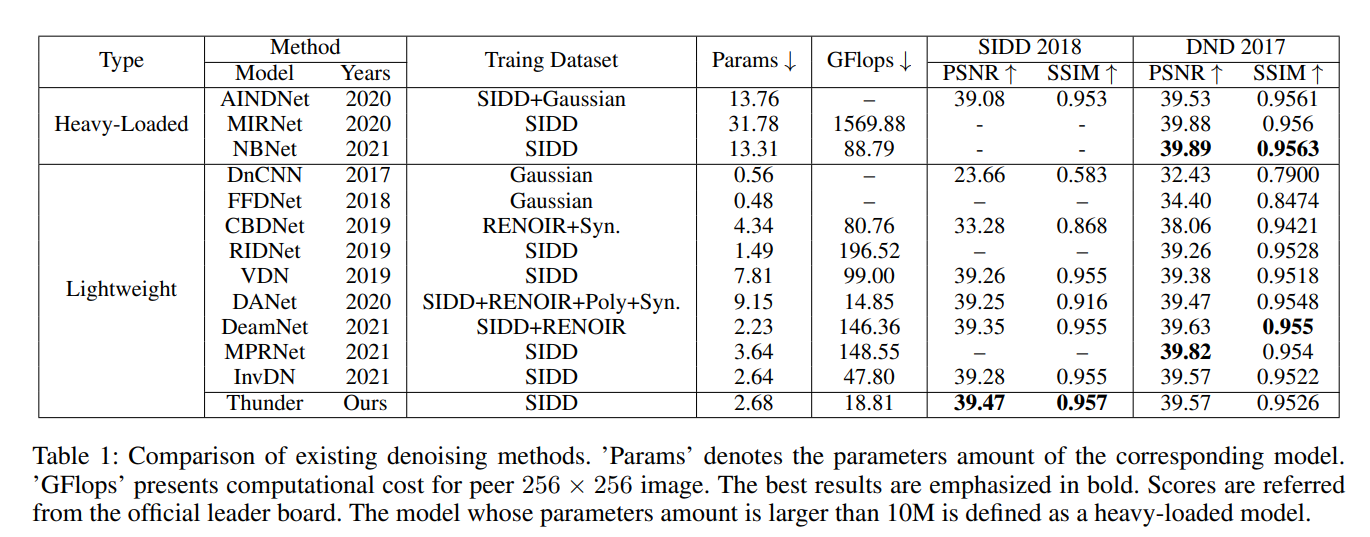 Type Method Traing Dataset Params ↓ GFlops ↓ SIDD 2018 DND 2017
Model Years PSNR ↑ SSIM ↑ PSNR ↑ SSIM ↑
Heavy-Loaded AINDNet 2020 SIDD+Gaussian 13.76 – 39.08 0.953 39.53 0.9561
MIRNet 2020 SIDD 31.78 1569.88 - - 39.88 0.956
NBNet 2021 SIDD 13.31 88.79 - - 39.89 0.9563
Lightweight DnCNN 2017 Gaussian 0.56 – 23.66 0.583 32.43 0.7900
FFDNet 2018 Gaussian 0.48 – – – 34.40 0.8474
CBDNet 2019 RENOIR+Syn. 4.34 80.76 33.28 0.868 38.06 0.9421
RIDNet 2019 SIDD 1.49 196.52 – – 39.26 0.9528
VDN 2019 SIDD 7.81 99.00 39.26 0.955 39.38 0.9518
DANet 2020 SIDD+RENOIR+Poly+Syn. 9.15 14.85 39.25 0.916 39.47 0.9548
DeamNet 2021 SIDD+RENOIR 2.23 146.36 39.35 0.955 39.63 0.955
MPRNet 2021 SIDD 3.64 148.55 – – 39.82 0.954
InvDN 2021 SIDD 2.64 47.80 39.28 0.955 39.57 0.9522
Thunder Ours SIDD 2.68 18.81 39.47 0.957 39.57 0.9526
Table 1: Comparison of existing denoising methods. ’Params’ denotes the parameters amount of the corresponding model.
’GFlops’ presents computational cost for peer 256 × 256 image. The best results are emphasized in bold. Scores are referred
from the official leader board. The model whose parameters amount is larger than 10M is defined as a heavy-loaded model.